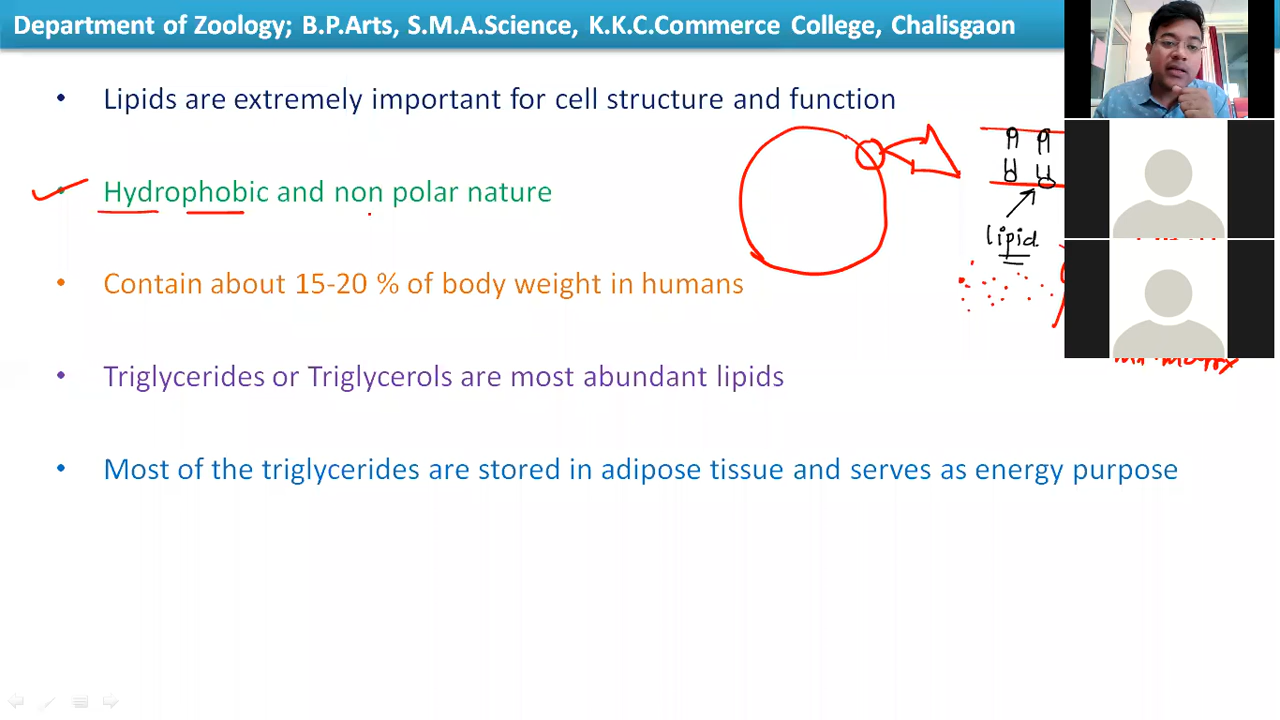 Department of Zoology; B.P.Arts, S.M.A.Science, K.K.C.Commerce College, Chalisgaon
• Lipids are extremely important for cell structure and function
• Hydrophobic and non polar nature
lipid
• Contain about 15-20 % of body weight in humans
• Triglycerides or Triglycerols are most abundant lipids
• Most of the triglycerides are stored in adipose tissue and serves as energy purpose